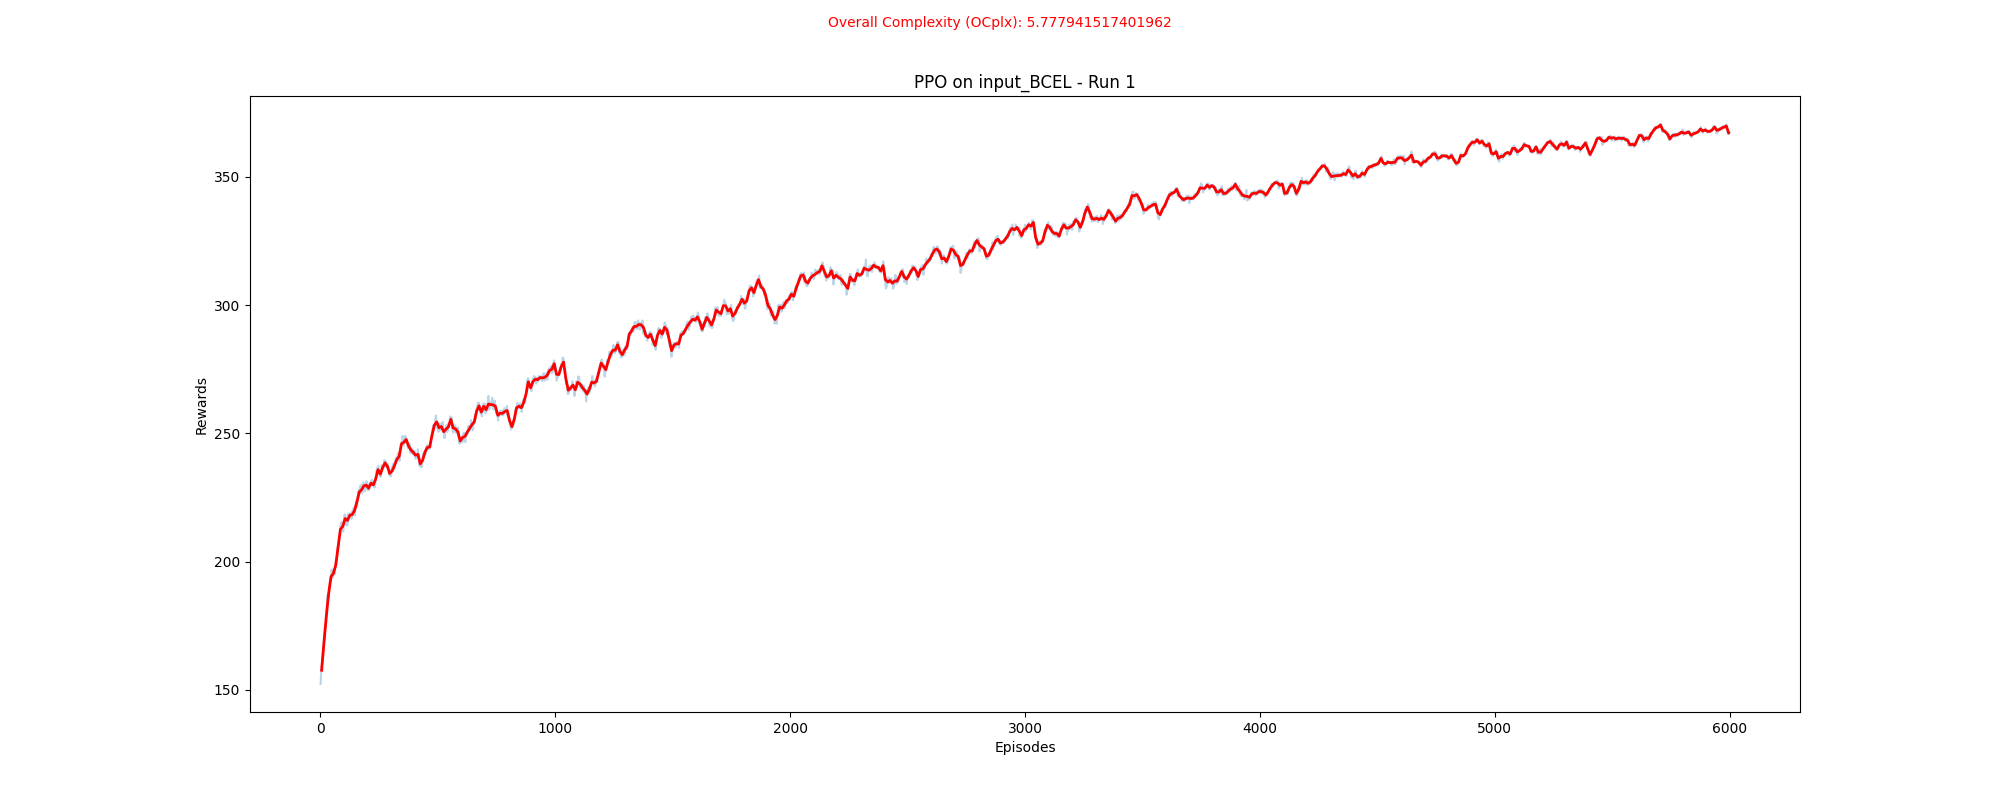 Overall Complexity (OCplx): 5.777941517401962
PPO on input_BCEL - Run 1
Rewards
350
300
250
200
150
0 1000 2000 3000 4000 5000 6000
Episodes